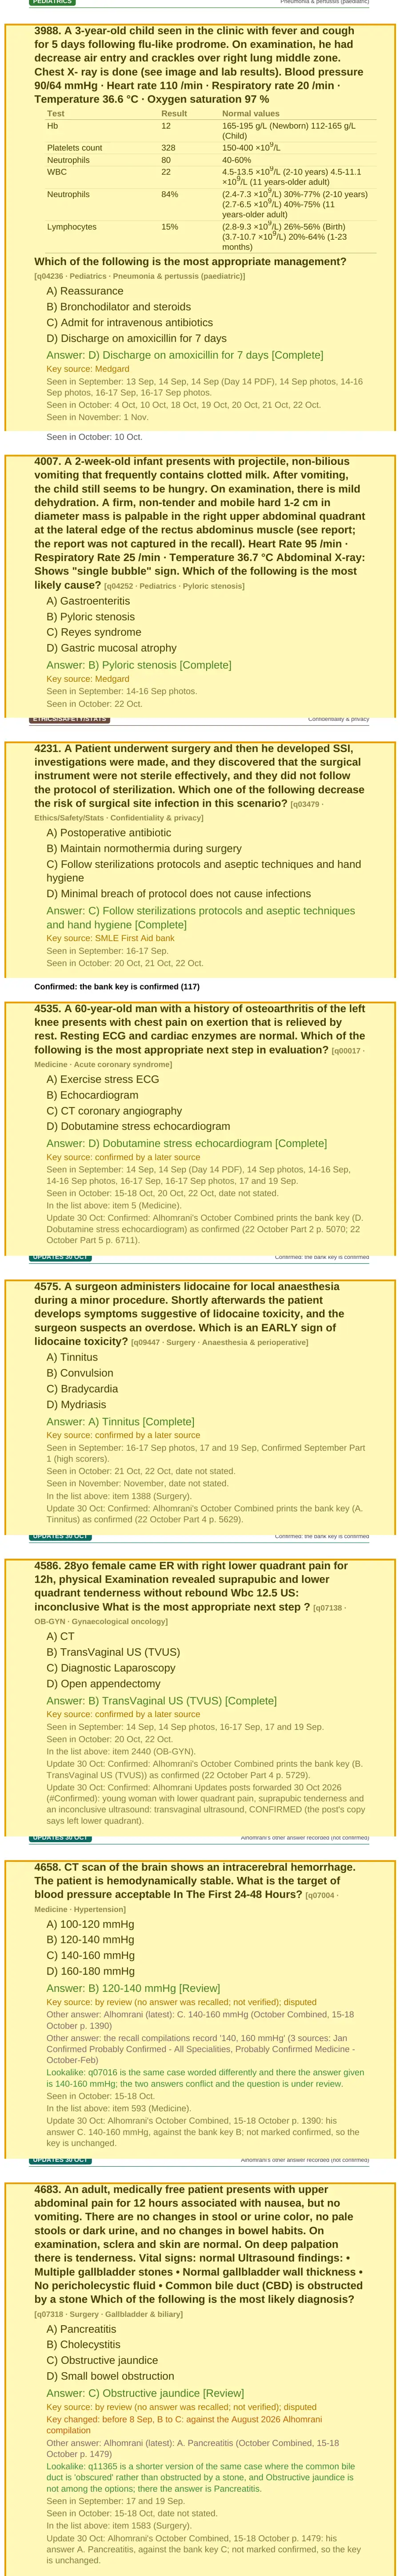 PEDIATRICS
Pneumonia & pertussis (paediatric)
3988. A 3-year-old child seen in the clinic with fever and cough
for 5 days following flu-like prodrome. On examination, he had
decrease air entry and crackles over right lung middle zone.
Chest X- ray is done (see image and lab results). Blood pressure
90/64 mmHg · Heart rate 110 /min · Respiratory rate 20 /min ·
Temperature 36.6 °C · Oxygen saturation 97 %
Test Result Normal values
Hb 12 165-195 g/L (Newborn) 112-165 g/L
(Child)
Platelets count 328 150-400 ×10⁹/L
Neutrophils 80 40-60%
WBC 22 4.5-13.5 ×10⁹/L (2-10 years) 4.5-11.1
×10⁹/L (11 years-older adult)
Neutrophils 84% (2.4-7.3 ×10⁹/L) 30%-77% (2-10 years)
(2.7-6.5 ×10⁹/L) 40%-75% (11
years-older adult)
Lymphocytes 15% (2.8-9.3 ×10⁹/L) 26%-56% (Birth)
(3.7-10.7 ×10⁹/L) 20%-64% (1-23
months)
Which of the following is the most appropriate management?
[q04236 · Pediatrics · Pneumonia & pertussis (paediatric)]
A) Reassurance
B) Bronchodilator and steroids
C) Admit for intravenous antibiotics
D) Discharge on amoxicillin for 7 days
Answer: D) Discharge on amoxicillin for 7 days [Complete]
Key source: Medgard
Seen in September: 13 Sep, 14 Sep, 14 Sep (Day 14 PDF), 14 Sep photos, 14-16
Sep photos, 16-17 Sep, 16-17 Sep photos.
Seen in October: 4 Oct, 10 Oct, 18 Oct, 19 Oct, 20 Oct, 21 Oct, 22 Oct.
Seen in November: 1 Nov.
Seen in October: 10 Oct.
4007. A 2-week-old infant presents with projectile, non-bilious
vomiting that frequently contains clotted milk. After vomiting,
the child still seems to be hungry. On examination, there is mild
dehydration. A firm, non-tender and mobile hard 1-2 cm in
diameter mass is palpable in the right upper abdominal quadrant
at the lateral edge of the rectus abdominus muscle (see report;
the report was not captured in the recall). Heart Rate 95 /min ·
Respiratory Rate 25 /min · Temperature 36.7 °C Abdominal X-ray:
Shows "single bubble" sign. Which of the following is the most
likely cause? [q04252 · Pediatrics · Pyloric stenosis]
A) Gastroenteritis
B) Pyloric stenosis
C) Reyes syndrome
D) Gastric mucosal atrophy
Answer: B) Pyloric stenosis [Complete]
Key source: Medgard
Seen in September: 14-16 Sep photos.
Seen in October: 22 Oct.
ETHICS/SAFETY/STATS
Confidentiality & privacy
4231. A Patient underwent surgery and then he developed SSI,
investigations were made, and they discovered that the surgical
instrument were not sterile effectively, and they did not follow
the protocol of sterilization. Which one of the following decrease
the risk of surgical site infection in this scenario? [q03479 ·
Ethics/Safety/Stats · Confidentiality & privacy]
A) Postoperative antibiotic
B) Maintain normothermia during surgery
C) Follow sterilizations protocols and aseptic techniques and hand
hygiene
D) Minimal breach of protocol does not cause infections
Answer: C) Follow sterilizations protocols and aseptic techniques
and hand hygiene [Complete]
Key source: SMLE First Aid bank
Seen in September: 16-17 Sep.
Seen in October: 20 Oct, 21 Oct, 22 Oct.
Confirmed: the bank key is confirmed (117)
4535. A 60-year-old man with a history of osteoarthritis of the left
knee presents with chest pain on exertion that is relieved by
rest. Resting ECG and cardiac enzymes are normal. Which of the
following is the most appropriate next step in evaluation? [q00017 ·
Medicine · Acute coronary syndrome]
A) Exercise stress ECG
B) Echocardiogram
C) CT coronary angiography
D) Dobutamine stress echocardiogram
Answer: D) Dobutamine stress echocardiogram [Complete]
Key source: confirmed by a later source
Seen in September: 14 Sep, 14 Sep (Day 14 PDF), 14 Sep photos, 14-16 Sep,
14-16 Sep photos, 16-17 Sep, 16-17 Sep photos, 17 and 19 Sep.
Seen in October: 15-18 Oct, 20 Oct, 22 Oct, date not stated.
In the list above: item 5 (Medicine).
Update 30 Oct: Confirmed: Alhomrani's October Combined prints the bank key (D.
Dobutamine stress echocardiogram) as confirmed (22 October Part 2 p. 5070; 22
October Part 5 p. 6711).
UPDATES 30 OCT
Confirmed: the bank key is confirmed
4575. A surgeon administers lidocaine for local anaesthesia
during a minor procedure. Shortly afterwards the patient
develops symptoms suggestive of lidocaine toxicity, and the
surgeon suspects an overdose. Which is an EARLY sign of
lidocaine toxicity? [q09447 · Surgery · Anaesthesia & perioperative]
A) Tinnitus
B) Convulsion
C) Bradycardia
D) Mydriasis
Answer: A) Tinnitus [Complete]
Key source: confirmed by a later source
Seen in September: 16-17 Sep photos, 17 and 19 Sep, Confirmed September Part
1 (high scorers).
Seen in October: 21 Oct, 22 Oct, date not stated.
Seen in November: November, date not stated.
In the list above: item 1388 (Surgery).
Update 30 Oct: Confirmed: Alhomrani's October Combined prints the bank key (A.
Tinnitus) as confirmed (22 October Part 4 p. 5629).
UPDATES 30 OCT
Confirmed: the bank key is confirmed
4586. 28yo female came ER with right lower quadrant pain for
12h, physical Examination revealed suprapubic and lower
quadrant tenderness without rebound Wbc 12.5 US:
inconclusive What is the most appropriate next step ? [q07138 ·
OB-GYN · Gynaecological oncology]
A) CT
B) TransVaginal US (TVUS)
C) Diagnostic Laparoscopy
D) Open appendectomy
Answer: B) TransVaginal US (TVUS) [Complete]
Key source: confirmed by a later source
Seen in September: 14 Sep, 14 Sep photos, 16-17 Sep, 17 and 19 Sep.
Seen in October: 20 Oct, 22 Oct.
In the list above: item 2440 (OB-GYN).
Update 30 Oct: Confirmed: Alhomrani's October Combined prints the bank key (B.
TransVaginal US (TVUS)) as confirmed (22 October Part 4 p. 5729).
Update 30 Oct: Confirmed: Alhomrani Updates posts forwarded 30 Oct 2026
(#Confirmed): young woman with lower quadrant pain, suprapubic tenderness and
an inconclusive ultrasound: transvaginal ultrasound, CONFIRMED (the post's copy
says left lower quadrant).
UPDATES 30 OCT
Alhomrani's other answer recorded (not confirmed)
4658. CT scan of the brain shows an intracerebral hemorrhage.
The patient is hemodynamically stable. What is the target of
blood pressure acceptable In The First 24-48 Hours? [q07004 ·
Medicine · Hypertension]
A) 100-120 mmHg
B) 120-140 mmHg
C) 140-160 mmHg
D) 160-180 mmHg
Answer: B) 120-140 mmHg [Review]
Key source: by review (no answer was recalled; not verified); disputed
Other answer: Alhomrani (latest): C. 140-160 mmHg (October Combined, 15-18
October p. 1390)
Other answer: the recall compilations record '140, 160 mmHg' (3 sources: Jan
Confirmed Probably Confirmed - All Specialities, Probably Confirmed Medicine -
October-Feb)
Lookalike: q07016 is the same case worded differently and there the answer given
is 140-160 mmHg; the two answers conflict and the question is under review.
Seen in October: 15-18 Oct.
In the list above: item 593 (Medicine).
Update 30 Oct: Alhomrani's October Combined, 15-18 October p. 1390: his
answer C. 140-160 mmHg, against the bank key B; not marked confirmed, so the
key is unchanged.
UPDATES 30 OCT
Alhomrani's other answer recorded (not confirmed)
4683. An adult, medically free patient presents with upper
abdominal pain for 12 hours associated with nausea, but no
vomiting. There are no changes in stool or urine color, no pale
stools or dark urine, and no changes in bowel habits. On
examination, sclera and skin are normal. On deep palpation
there is tenderness. Vital signs: normal Ultrasound findings: •
Multiple gallbladder stones • Normal gallbladder wall thickness •
No pericholecystic fluid • Common bile duct (CBD) is obstructed
by a stone Which of the following is the most likely diagnosis?
[q07318 · Surgery · Gallbladder & biliary]
A) Pancreatitis
B) Cholecystitis
C) Obstructive jaundice
D) Small bowel obstruction
Answer: C) Obstructive jaundice [Review]
Key source: by review (no answer was recalled; not verified); disputed
Key changed: before 8 Sep, B to C: against the August 2026 Alhomrani
compilation
Other answer: Alhomrani (latest): A. Pancreatitis (October Combined, 15-18
October p. 1479)
Lookalike: q11365 is a shorter version of the same case where the common bile
duct is 'obscured' rather than obstructed by a stone, and Obstructive jaundice is
not among the options; there the answer is Pancreatitis.
Seen in September: 17 and 19 Sep.
Seen in October: 15-18 Oct, date not stated.
In the list above: item 1583 (Surgery).
Update 30 Oct: Alhomrani's October Combined, 15-18 October p. 1479: his
answer A. Pancreatitis, against the bank key C; not marked confirmed, so the key
is unchanged.